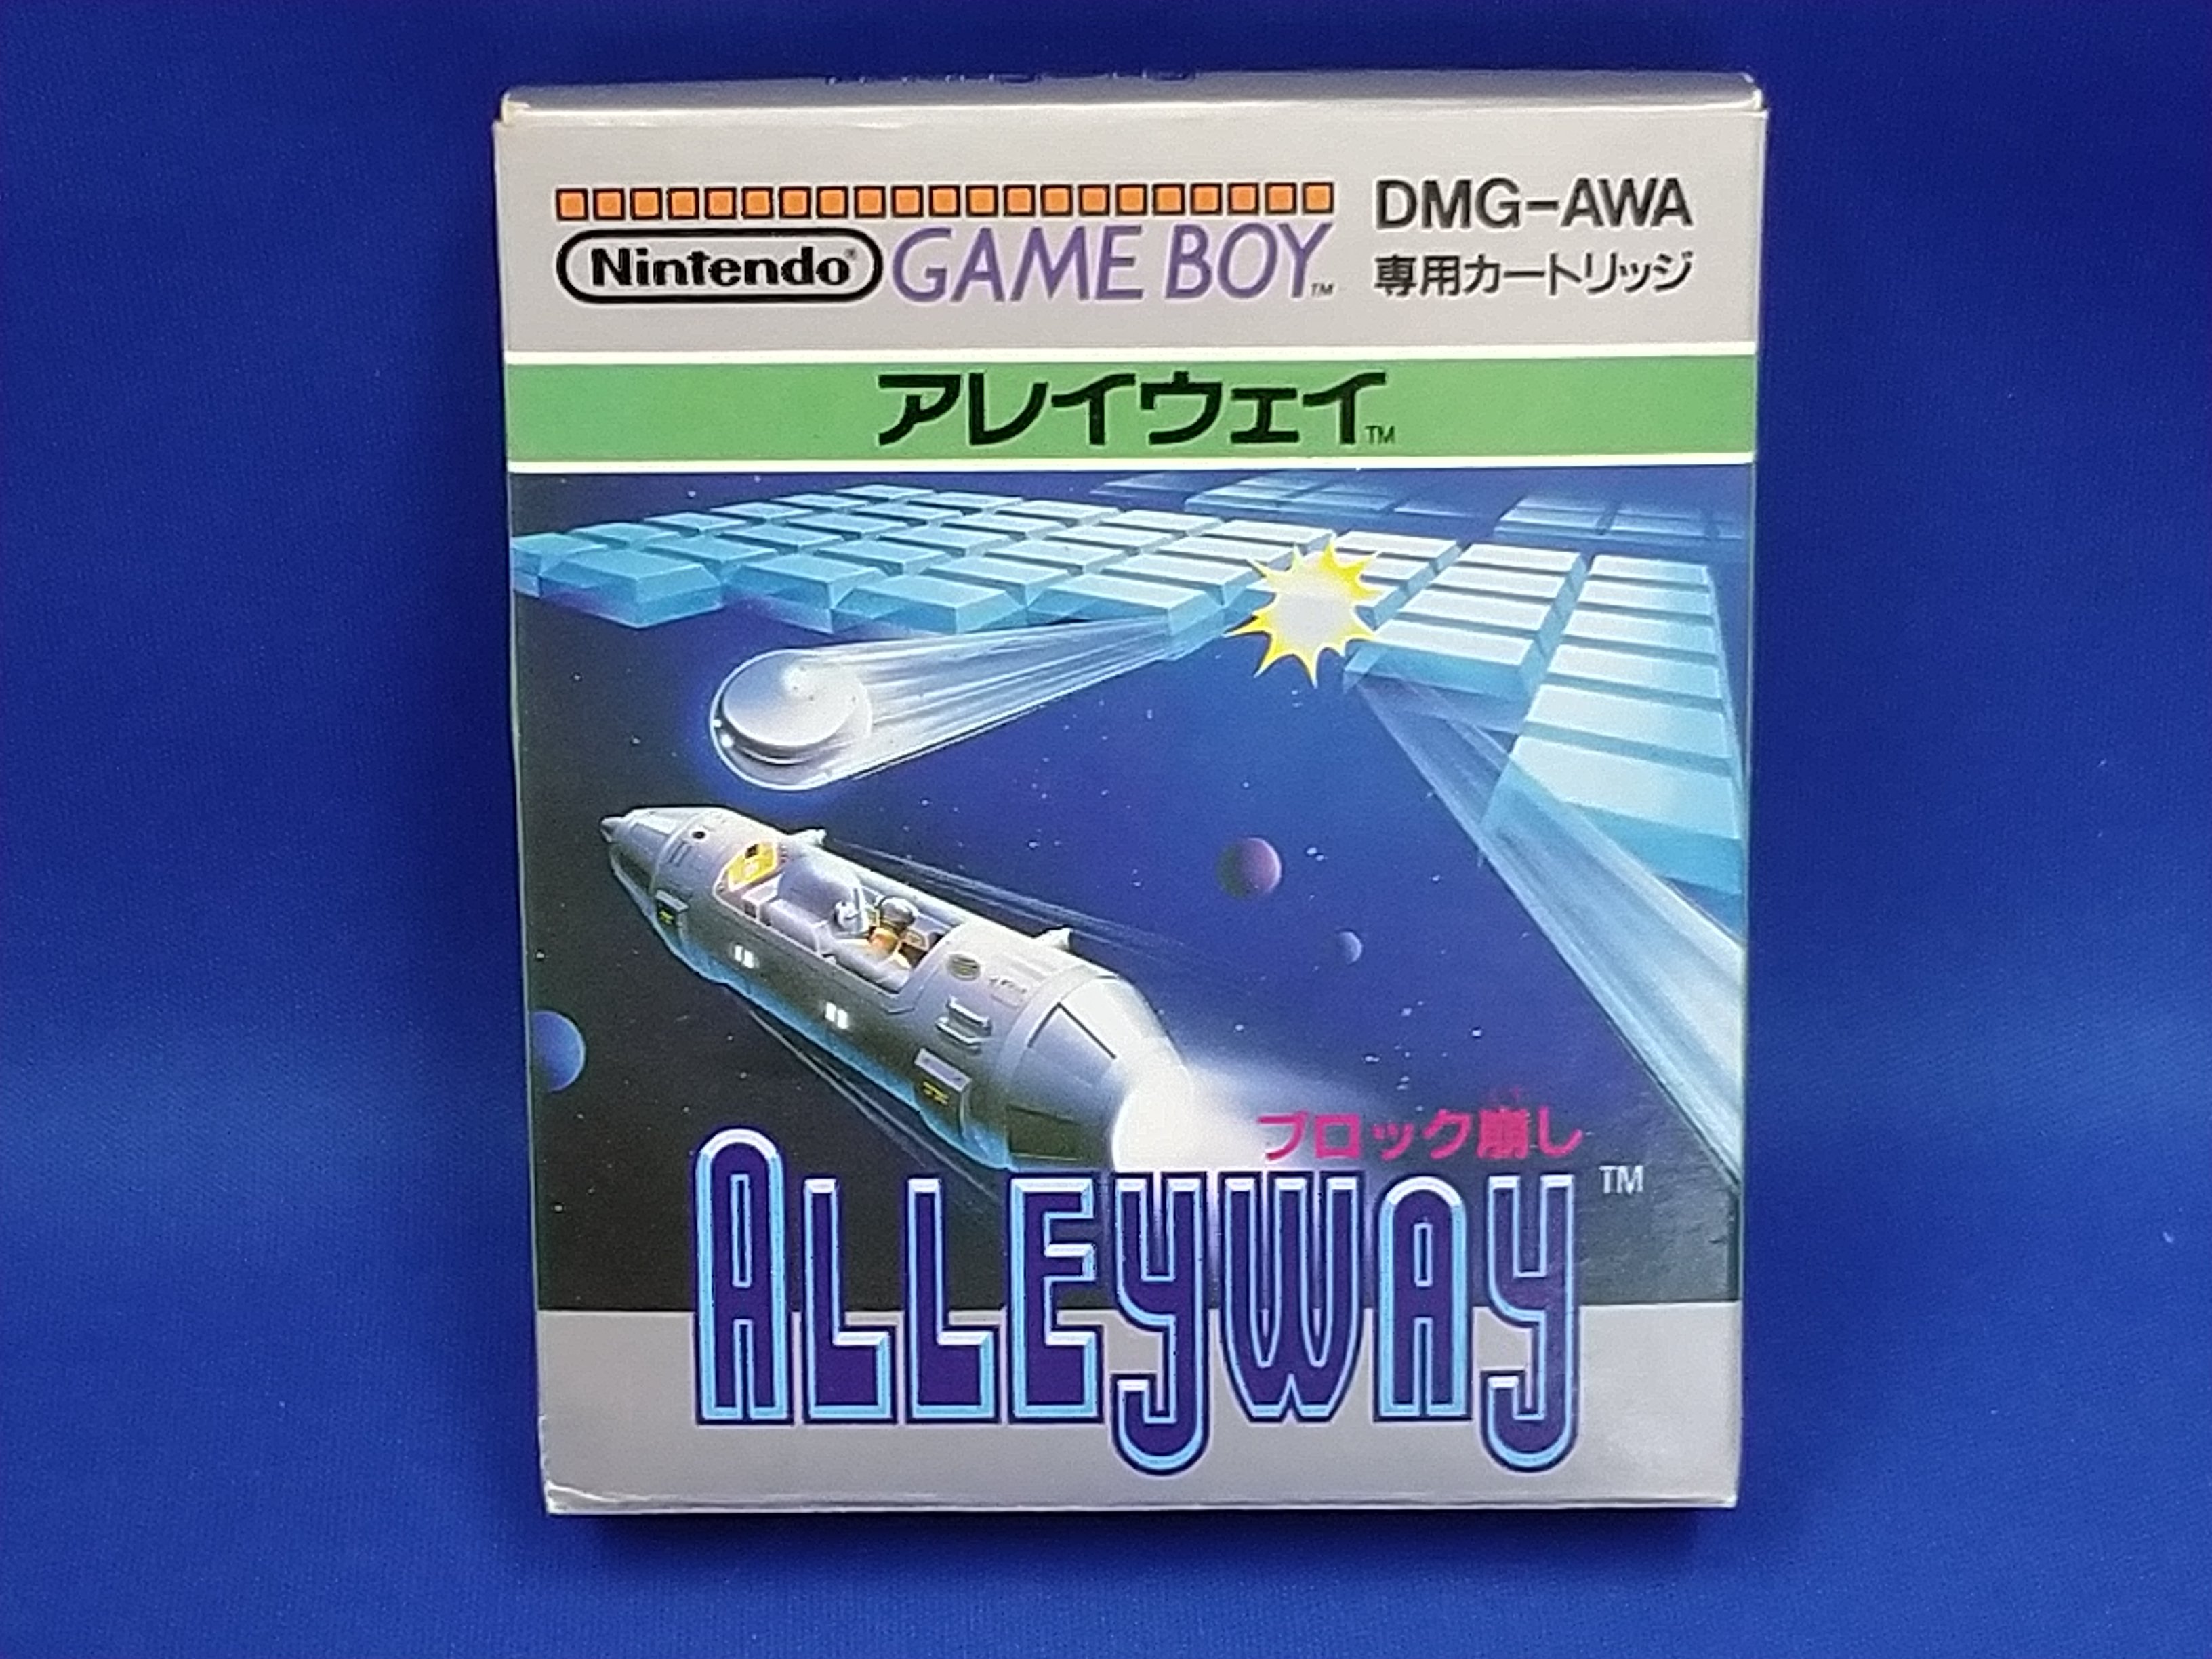 Nintendo® GAME BOY™
DMG-AWA
専用カートリッジ
アレイウェイ™
ブロック崩し
ALLEYWAY™